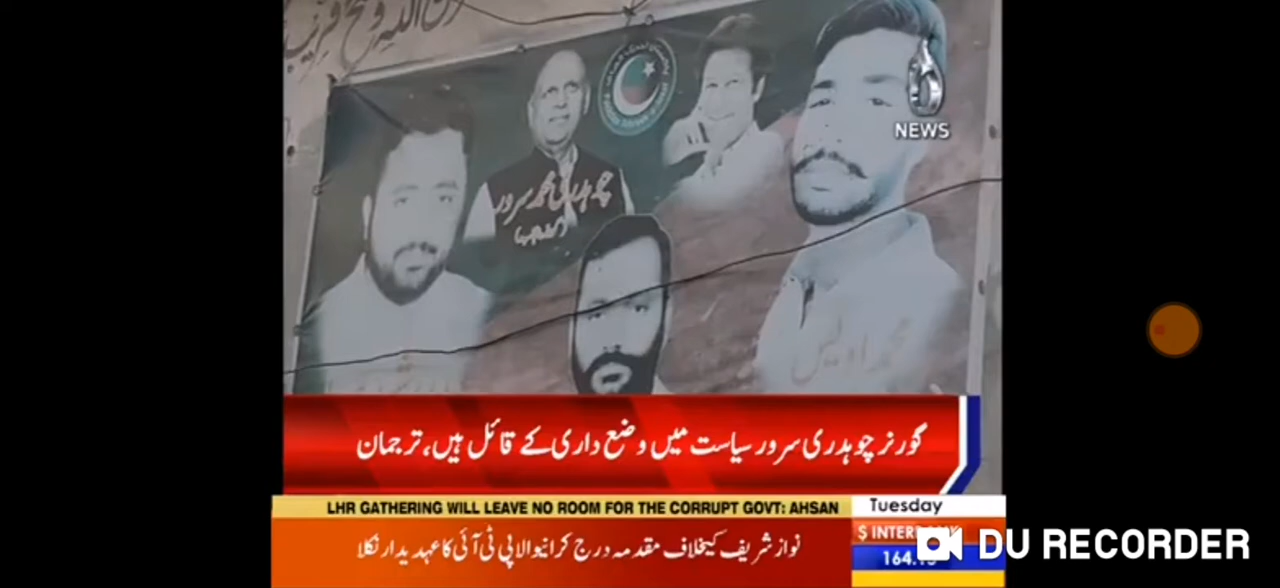 NEWS
چوہدری محمد سرور
محمد اویس
گورنر چوہدری سرور سیاست میں وضع داری کے قائل ہیں، ترجمان
LHR GATHERING WILL LEAVE NO ROOM FOR THE CORRUPT GOVT: AHSAN
Tuesday
نواز شریف کیخلاف مقدمہ درج کرانیوالا پی ٹی آئی کا عہدیدار نکلا
$ INTERBANK
DU RECORDER